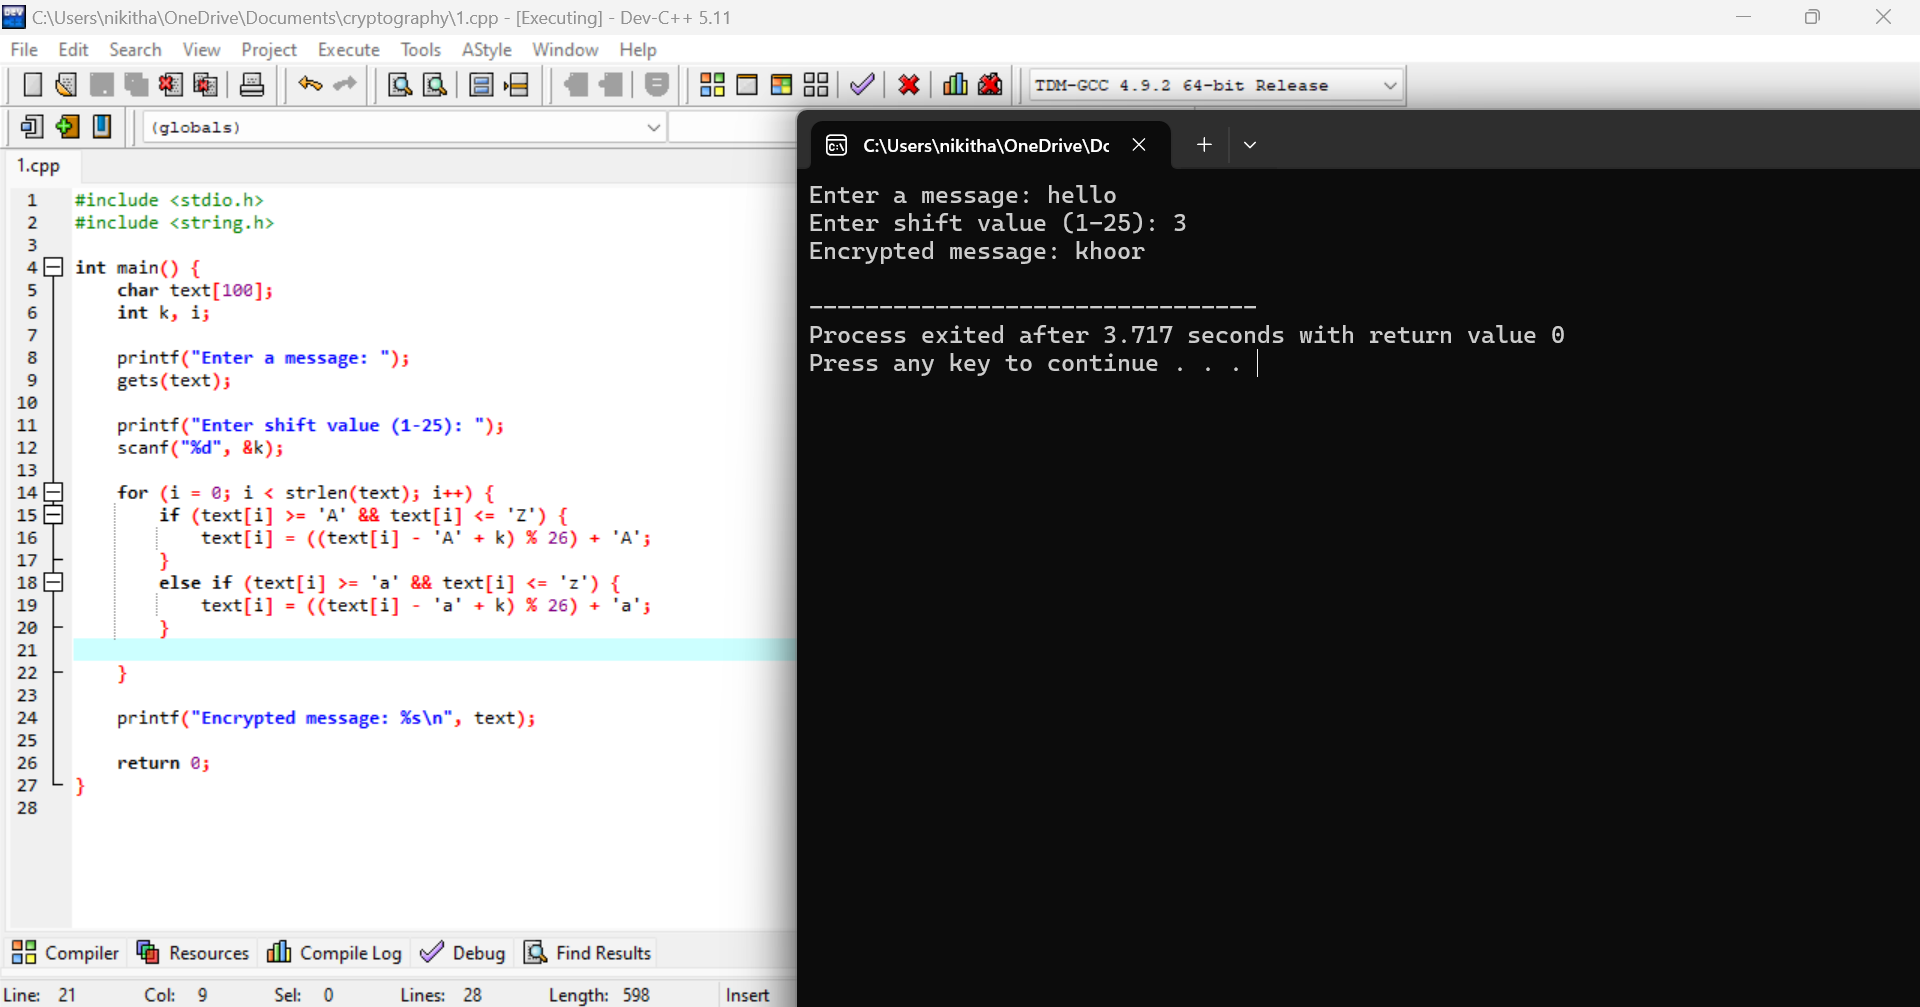 C:\Users\nikitha\OneDrive\Documents\cryptography\1.cpp - [Executing] - Dev-C++ 5.11
File Edit Search View Project Execute Tools AStyle Window Help
TDM-GCC 4.9.2 64-bit Release
(globals)
1.cpp
1 #include <stdio.h>
2 #include <string.h>
3
4 int main() {
5     char text[100];
6     int k, i;
7
8     printf("Enter a message: ");
9     gets(text);
10
11     printf("Enter shift value (1-25): ");
12     scanf("%d", &k);
13
14     for (i = 0; i < strlen(text); i++) {
15         if (text[i] >= 'A' && text[i] <= 'Z') {
16             text[i] = ((text[i] - 'A' + k) % 26) + 'A';
17         }
18         else if (text[i] >= 'a' && text[i] <= 'z') {
19             text[i] = ((text[i] - 'a' + k) % 26) + 'a';
20         }
21
22     }
23
24     printf("Encrypted message: %s\n", text);
25
26     return 0;
27 }
28
C:\Users\nikitha\OneDrive\Dc
Enter a message: hello
Enter shift value (1-25): 3
Encrypted message: khoor
--------------------------------
Process exited after 3.717 seconds with return value 0
Press any key to continue . . .
Compiler Resources Compile Log Debug Find Results
Line: 21 Col: 9 Sel: 0 Lines: 28 Length: 598 Insert